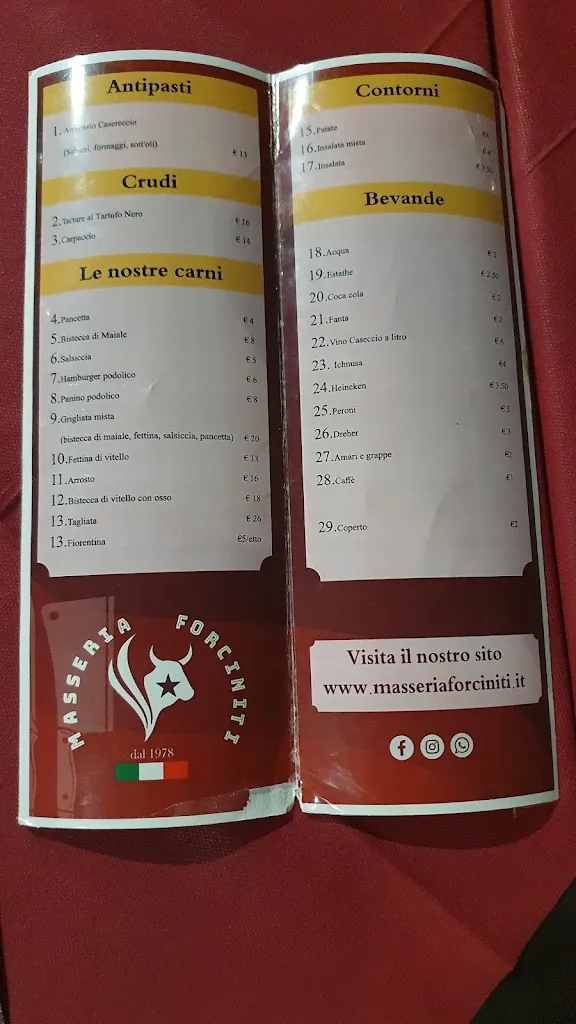 Antipasti
1. Antipasto Casereccio
(Salumi, formaggi, sott'oli) € 13
Crudi
2. Tartare al Tartufo Nero € 16
3. Carpaccio € 14
Le nostre carni
4. Pancetta € 4
5. Bistecca di Maiale € 8
6. Salsiccia € 5
7. Hamburger podolico € 6
8. Panino podolico € 8
9. Grigliata mista
(bistecca di maiale, fettina, salsiccia, pancetta) € 20
10. Fettina di vitello € 13
11. Arrosto € 16
12. Bistecca di vitello con osso € 18
13. Tagliata € 26
13. Fiorentina €5/etto
MASSERIA FORCINITI
dal 1978
Contorni
15. Patate
16. Insalata mista € 4
17. Insalata € 3.50
Bevande
18. Acqua € 2
19. Estathe € 2,50
20. Coca cola € 2
21. Fanta € 2
22. Vino Caseccio a litro € 6
23. Ichnusa €4
24. Heineken € 3.50
25. Peroni € 3
26. Dreher €3
27. Amari e grappe €2
28. Caffè €1
29. Coperto €2
Visita il nostro sito
www.masseriaforciniti.it